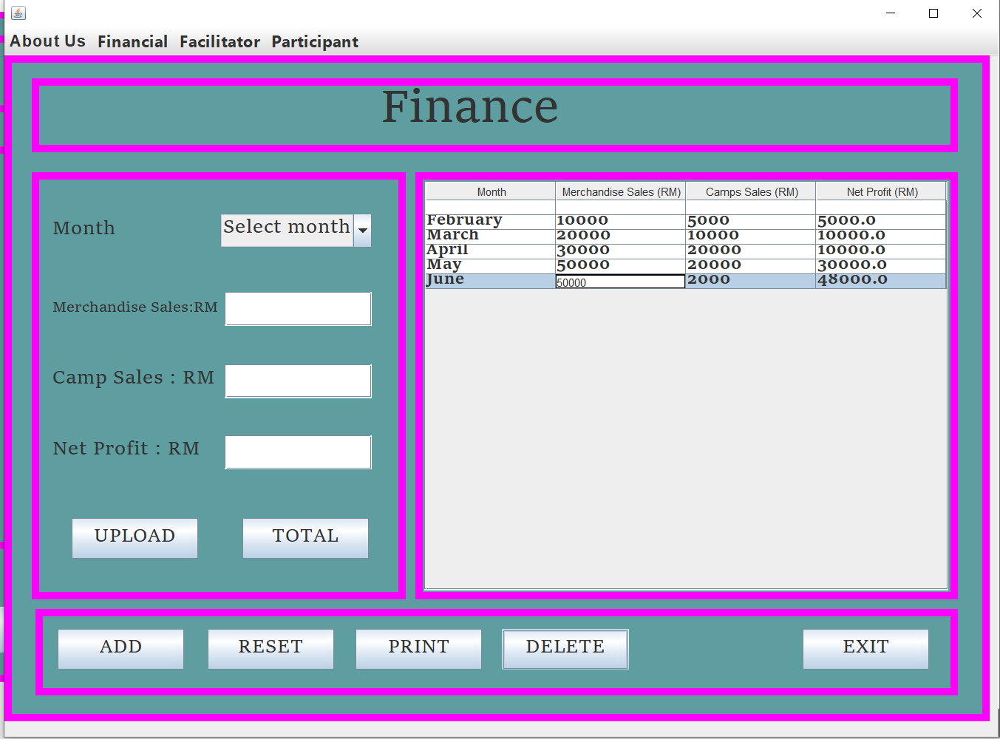 About Us Financial Facilitator Participant
Finance
Month Select month
Merchandise Sales:RM
Camp Sales : RM
Net Profit : RM
UPLOAD TOTAL
Month Merchandise Sales (RM) Camps Sales (RM) Net Profit (RM)
February 10000 5000 5000.0
March 20000 10000 10000.0
April 30000 20000 10000.0
May 50000 20000 30000.0
June 50000 2000 48000.0
ADD RESET PRINT DELETE EXIT